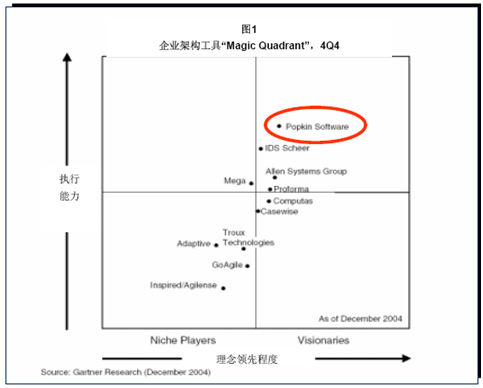 图1
企业架构工具“Magic Quadrant”，4Q4
Popkin Software
IDS Scheer
Allen Systems Group
Mega
Proforma
Computas
Casewise
执行
能力
Troux
Adaptive
Technologies
GoAgile
Inspired/Agilense
As of December 2004
Niche Players
Visionaries
理念领先程度
Source: Gartner Research (December 2004)